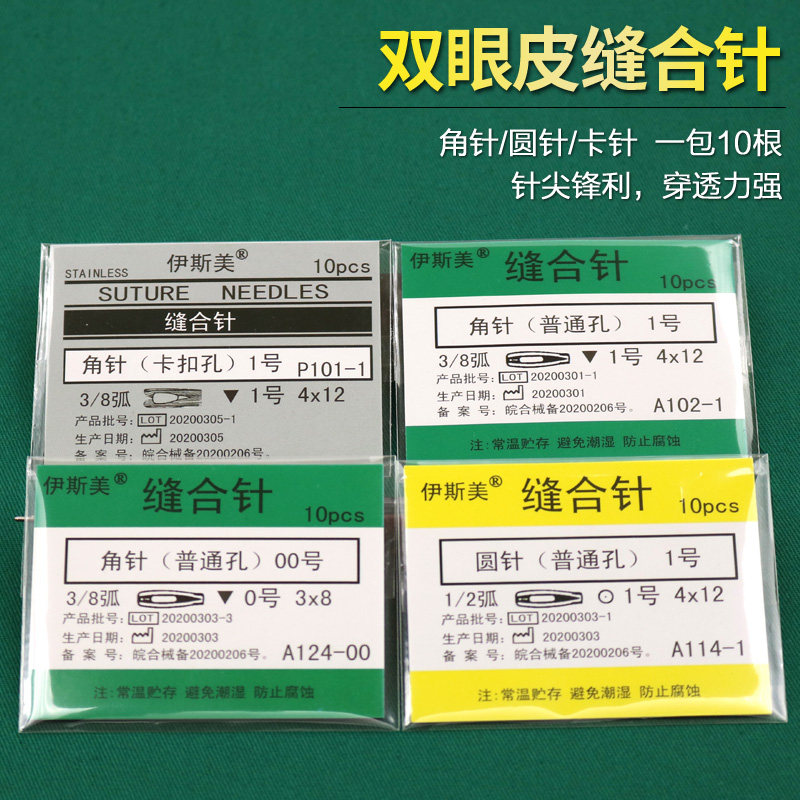 双眼皮缝合针
角针/圆针/卡针 一包10根
针尖锋利，穿透力强
STAINLESS 伊斯美® 10pcs
SUTURE NEEDLES
缝合针
角针（卡扣孔）1号 P101-1
3/8弧 ▼ 1号 4x12
产品批号: LOT 20200305-1
生产日期: 20200305
备 案 号: 皖合械备20200206号。
伊斯美® 缝合针 10pcs
角针（普通孔） 1号
3/8弧 ▼ 1号 4x12
产品批号: LOT 20200301-1
生产日期: 20200301
备 案 号: 皖合械备20200206号。 A102-1
注:常温贮存 避免潮湿 防止腐蚀
伊斯美® 缝合针 10pcs
角针（普通孔）00号
3/8弧 ▼ 0号 3x8
产品批号: LOT 20200303-3
生产日期: 20200303
备 案 号: 皖合械备20200206号。 A124-00
注:常温贮存 避免潮湿 防止腐蚀
伊斯美® 缝合针 10pcs
圆针（普通孔） 1号
1/2弧 ⊙ 1号 4x12
产品批号: LOT 20200303-1
生产日期: 20200303
备 案 号: 皖合械备20200206号。 A114-1
注:常温贮存 避免潮湿 防止腐蚀